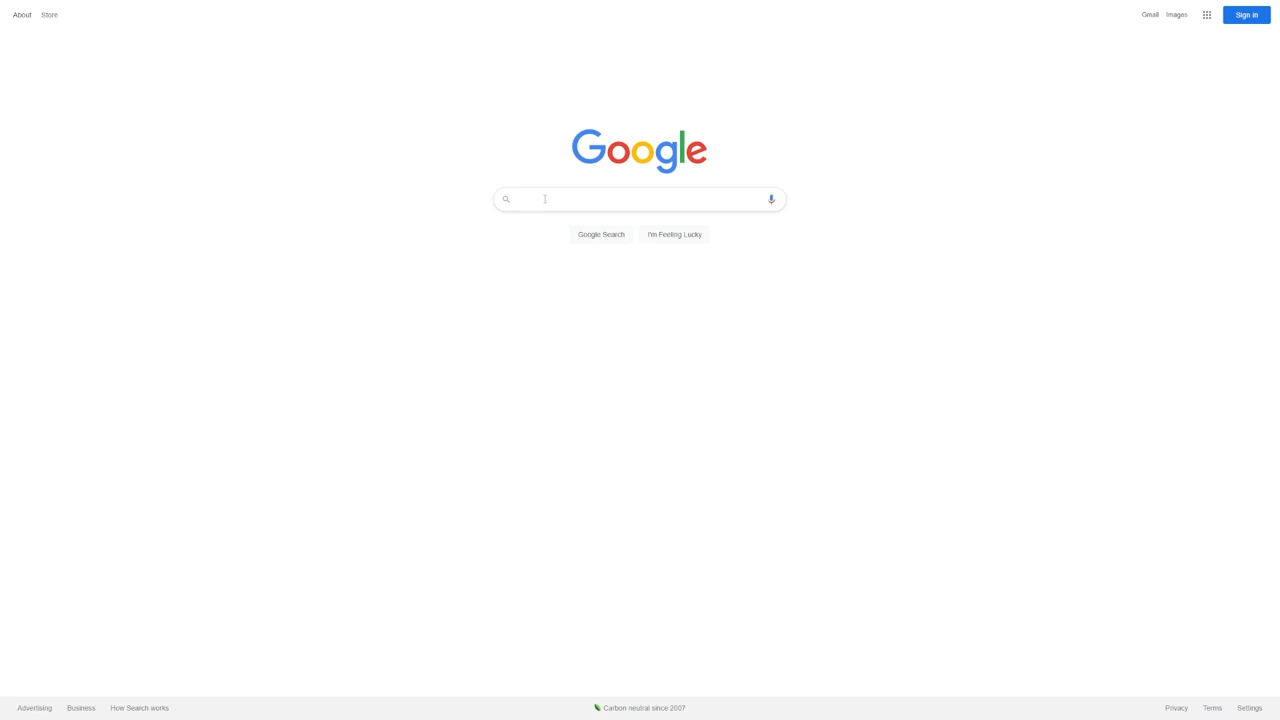 About Store
Gmail Images Sign in
Google
Google Search I'm Feeling Lucky
Advertising Business How Search works
Carbon neutral since 2007
Privacy Terms Settings